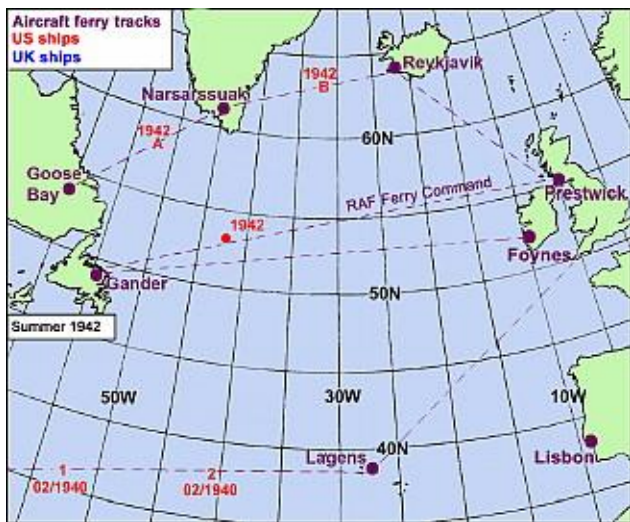 Aircraft ferry tracks
US ships
UK ships
Reykjavik
1942
B
Narsarssuak
1942
A
60N
Goose
Bay
RAF Ferry Command
Prestwick
1942
Foynes
Gander
50N
Summer 1942
50W
30W
10W
40N
Lagens
Lisbon
1
02/1940
2
02/1940